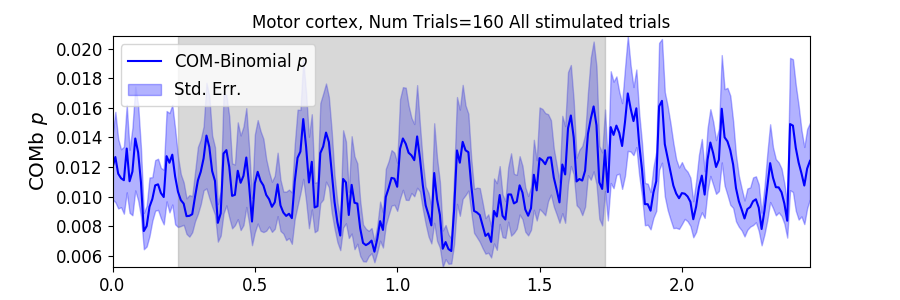 Motor cortex, Num Trials=160 All stimulated trials
COMb p
0.020
0.018
0.016
0.014
0.012
0.010
0.008
0.006
COM-Binomial p
Std. Err.
0.0 0.5 1.0 1.5 2.0